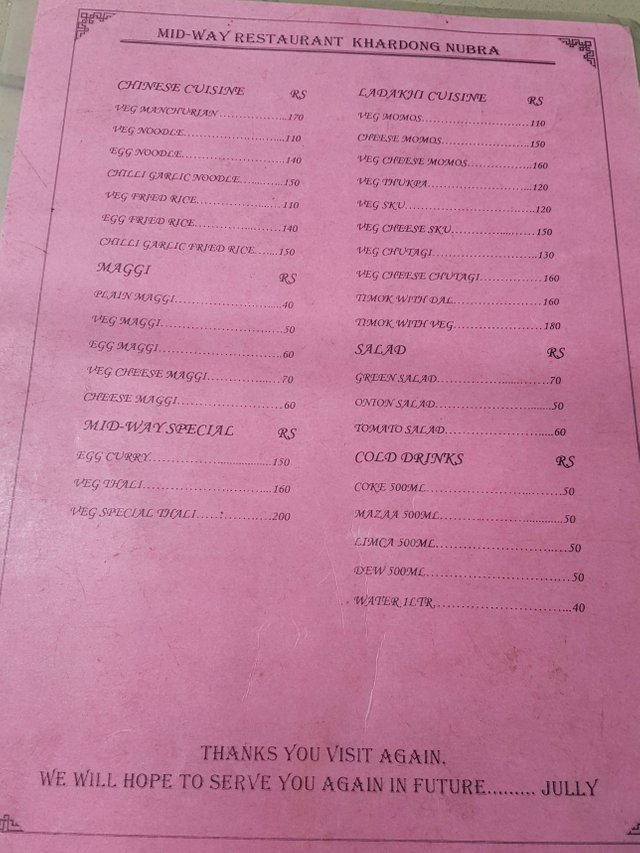 MID-WAY RESTAURANT KHARDONG NUBRA
CHINESE CUISINE RS
VEG MANCHURIAN.................170
VEG NOODLE.........................110
EGG NOODLE.........................140
CHILLI GARLIC NOODLE............150
VEG FRIED RICE.....................110
EGG FRIED RICE.....................140
CHILLI GARLIC FRIED RICE......150
MAGGI RS
PLAIN MAGGI..........................40
VEG MAGGI.............................50
EGG MAGGI.............................60
VEG CHEESE MAGGI..................70
CHEESE MAGGI........................60
MID-WAY SPECIAL RS
EGG CURRY............................150
VEG THALI.............................160
VEG SPECIAL THALI.................200
LADAKHI CUISINE RS
VEG MOMOS...........................110
CHEESE MOMOS.......................150
VEG CHEESE MOMOS.................160
VEG THUKPA..........................120
VEG SKU................................120
VEG CHEESE SKU.....................150
VEG CHUTAGI.........................130
VEG CHEESE CHUTAGI...............160
TIMOK WITH DAL.....................160
TIMOK WITH VEG.....................180
SALAD RS
GREEN SALAD..........................70
ONION SALAD..........................50
TOMATO SALAD........................60
COLD DRINKS RS
COKE 500ML............................50
MAZAA 500ML..........................50
LIMCA 500ML...........................50
DEW 500ML.............................50
WATER 1LTR............................40
THANKS YOU VISIT AGAIN.
WE WILL HOPE TO SERVE YOU AGAIN IN FUTURE......... JULLY